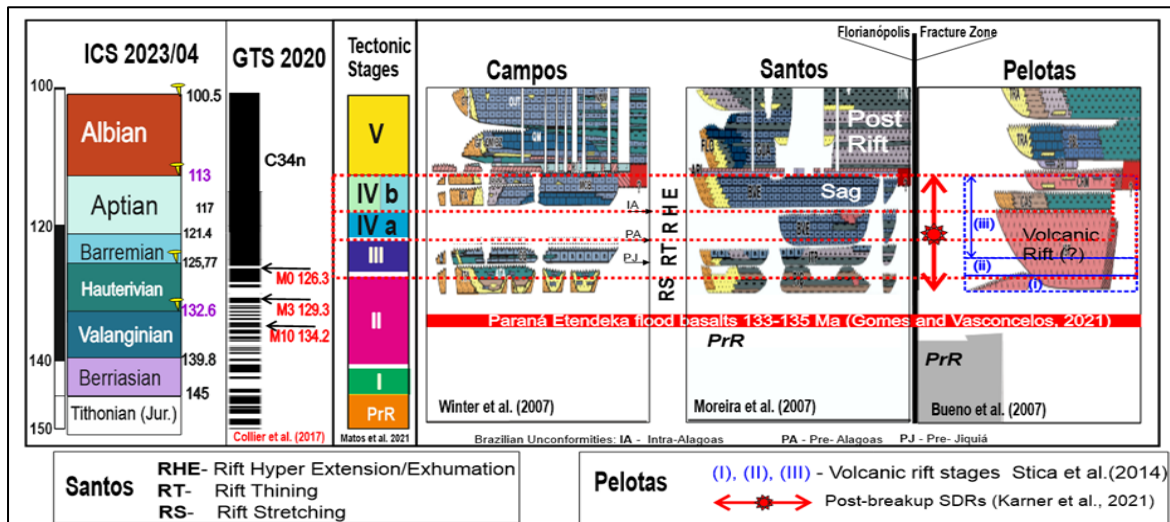 ICS 2023/04
GTS 2020
Tectonic
Stages
Campos
Santos
Pelotas
Florianópolis
Fracture Zone
100
120
140
150
Albian
Aptian
Barremian
Hauterivian
Valanginian
Berriasian
Tithonian (Jur.)
100.5
113
117
121.4
125,77
132.6
139.8
145
C34n
M0 126.3
M3 129.3
M10 134.2
Collier et al. (2017)
V
IV b
IV a
III
II
I
PrR
Matos et al. 2021
IA
PA
PJ
RS RT RHE
Post
Rift
Sag
Volcanic
Rift (?)
(iii)
(ii)
(i)
Paraná Etendeka flood basalts 133-135 Ma (Gomes and Vasconcelos, 2021)
PrR
PrR
Winter et al. (2007)
Moreira et al. (2007)
Bueno et al. (2007)
Brazilian Unconformities: IA - Intra-Alagoas
PA - Pre- Alagoas
PJ - Pre- Jiquiá
Santos
RHE- Rift Hyper Extension/Exhumation
RT- Rift Thining
RS- Rift Stretching
Pelotas
(I), (II), (III) - Volcanic rift stages Stica et al.(2014)
Post-breakup SDRs (Karner et al., 2021)